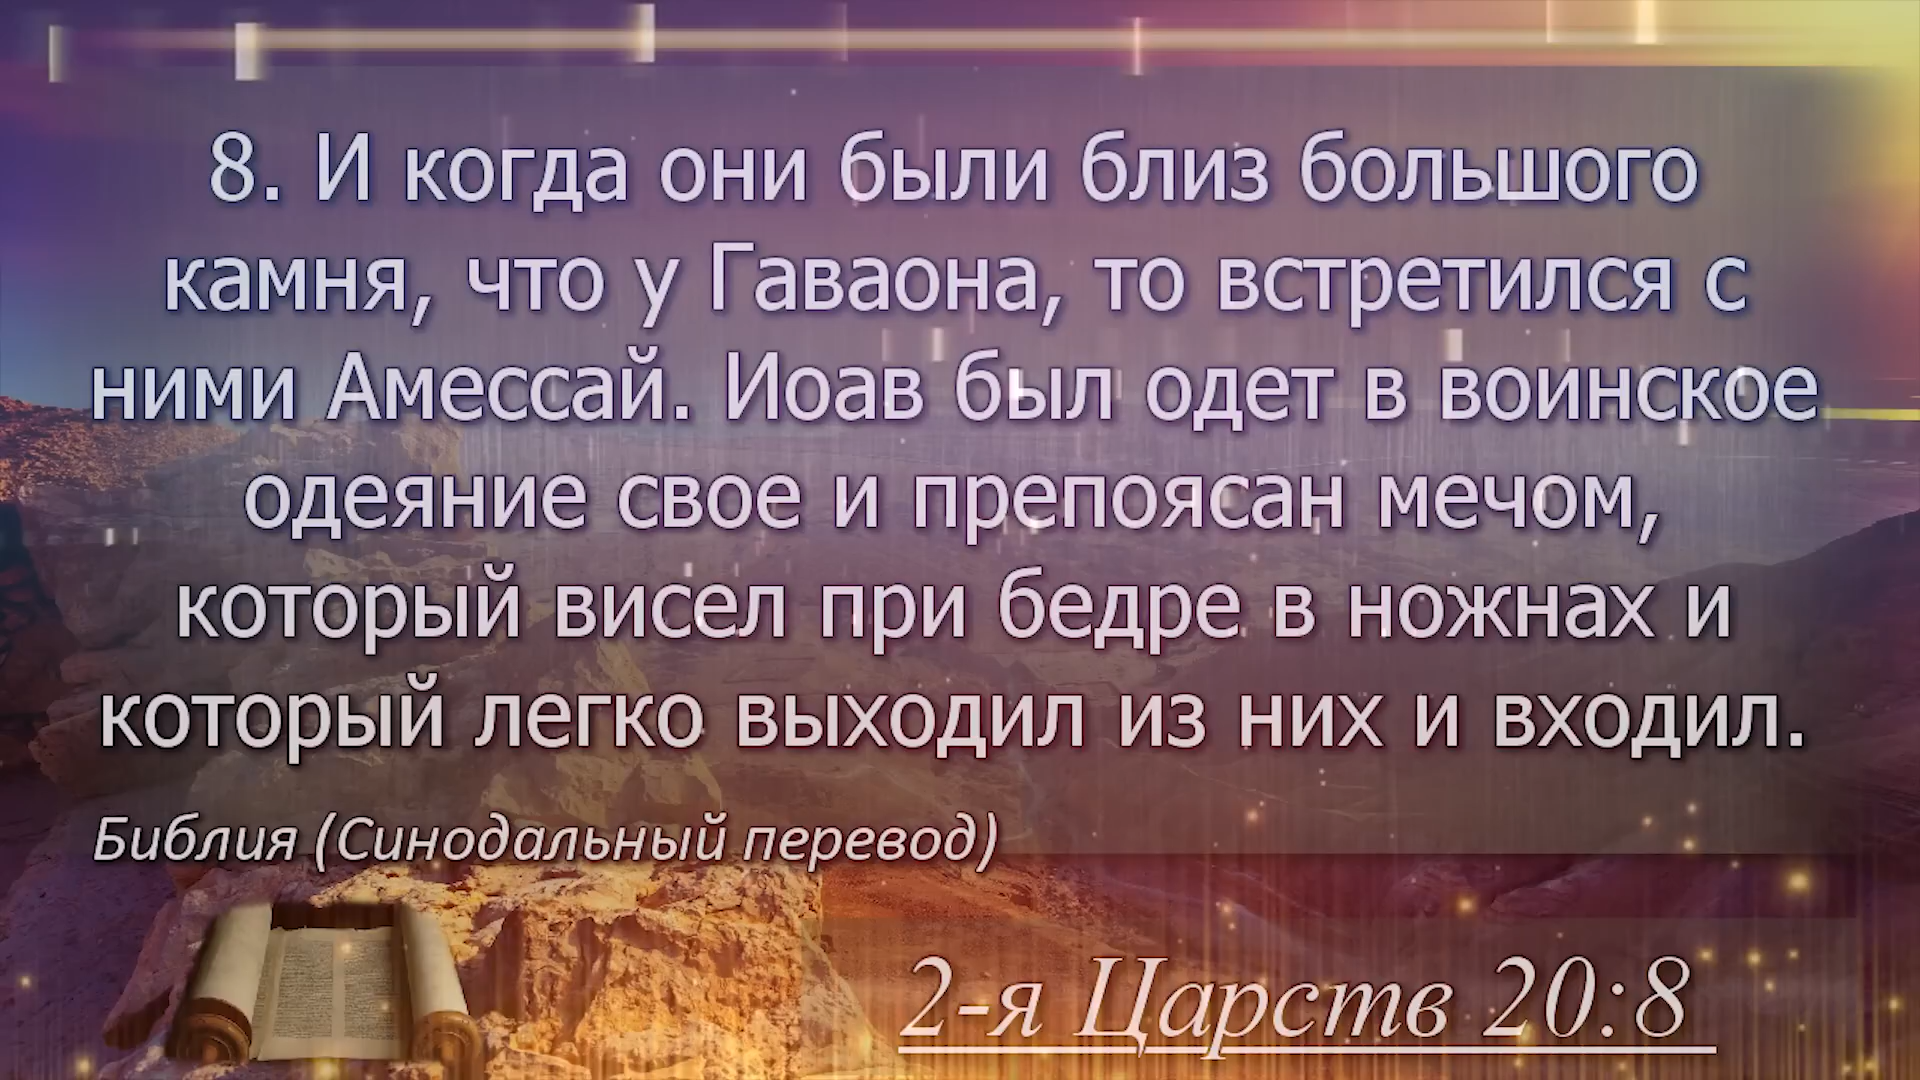 8. И когда они были близ большого
камня, что у Гаваона, то встретился с
ними Амессай. Иоав был одет в воинское
одеяние свое и препоясан мечом,
который висел при бедре в ножнах и
который легко выходил из них и входил.
Библия (Синодальный перевод)
2-я Царств 20:8